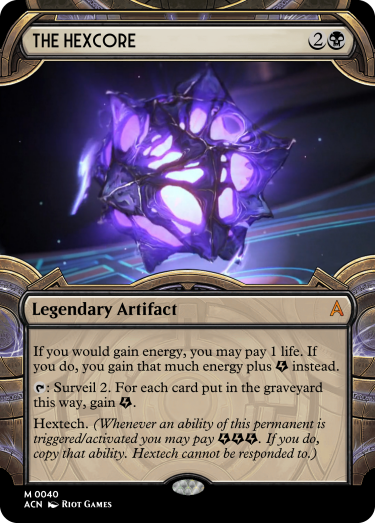 THE HEXCORE 2
Legendary Artifact A
If you would gain energy, you may pay 1 life. If
you do, you gain that much energy plus instead.
: Surveil 2. For each card put in the graveyard
this way, gain .
Hextech. (Whenever an ability of this permanent is
triggered/activated you may pay . If you do,
copy that ability. Hextech cannot be responded to.)
M 0040
ACN Riot Games